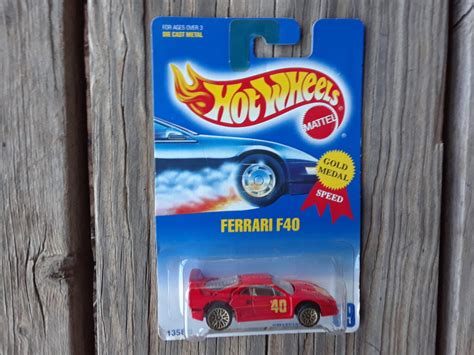 FOR AGES OVER 3
DIE CAST METAL
HOT WHEELS
MATTEL
GOLD
MEDAL
SPEED
FERRARI F40
40